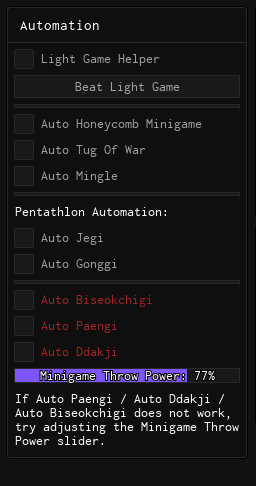 Automation
Light Game Helper
Beat Light Game
Auto Honeycomb Minigame
Auto Tug Of War
Auto Mingle
Pentathlon Automation:
Auto Jegi
Auto Gonggi
Auto Biseokchigi
Auto Paengi
Auto Ddakji
Minigame Throw Power: 77%
If Auto Paengi / Auto Ddakji /
Auto Biseokchigi does not work,
try adjusting the Minigame Throw
Power slider.